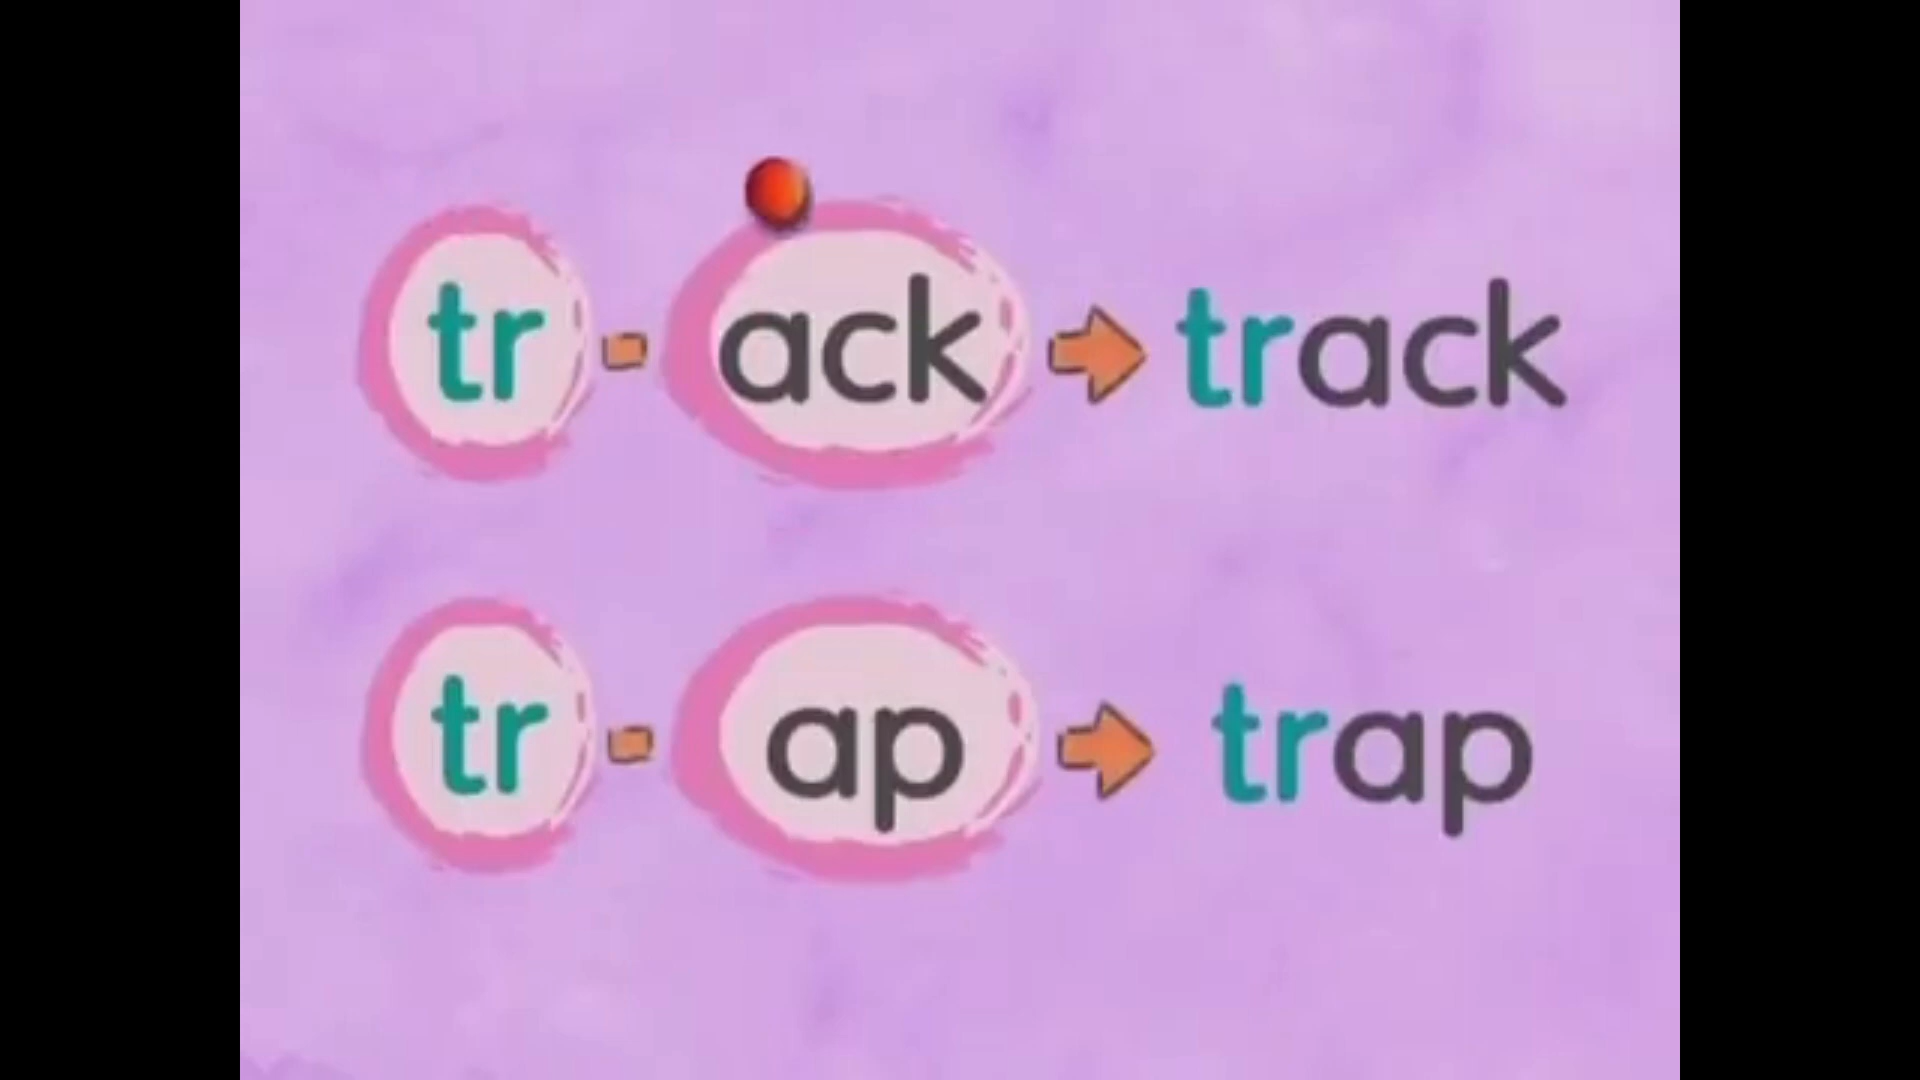 tr - ack → track
tr - ap → trap